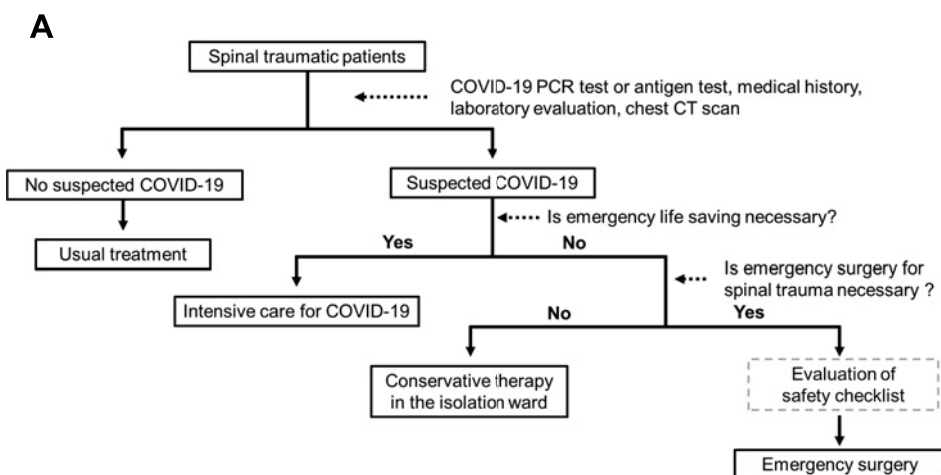 A
Spinal traumatic patients
COVID-19 PCR test or antigen test, medical history,
laboratory evaluation, chest CT scan
No suspected COVID-19
Suspected COVID-19
Is emergency life saving necessary?
Usual treatment
Yes
No
Is emergency surgery for
spinal trauma necessary ?
Intensive care for COVID-19
No
Yes
Conservative therapy
in the isolation ward
Evaluation of
safety checklist
Emergency surgery